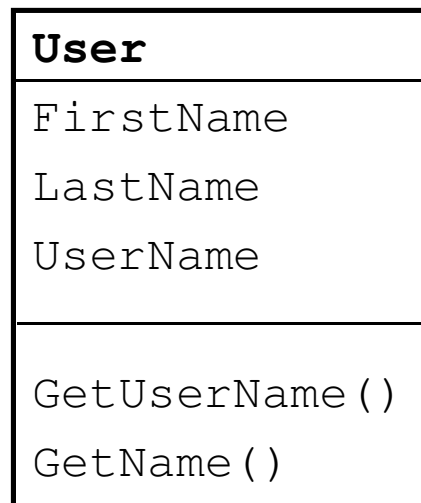 User
FirstName
LastName
UserName
GetUserName()
GetName()